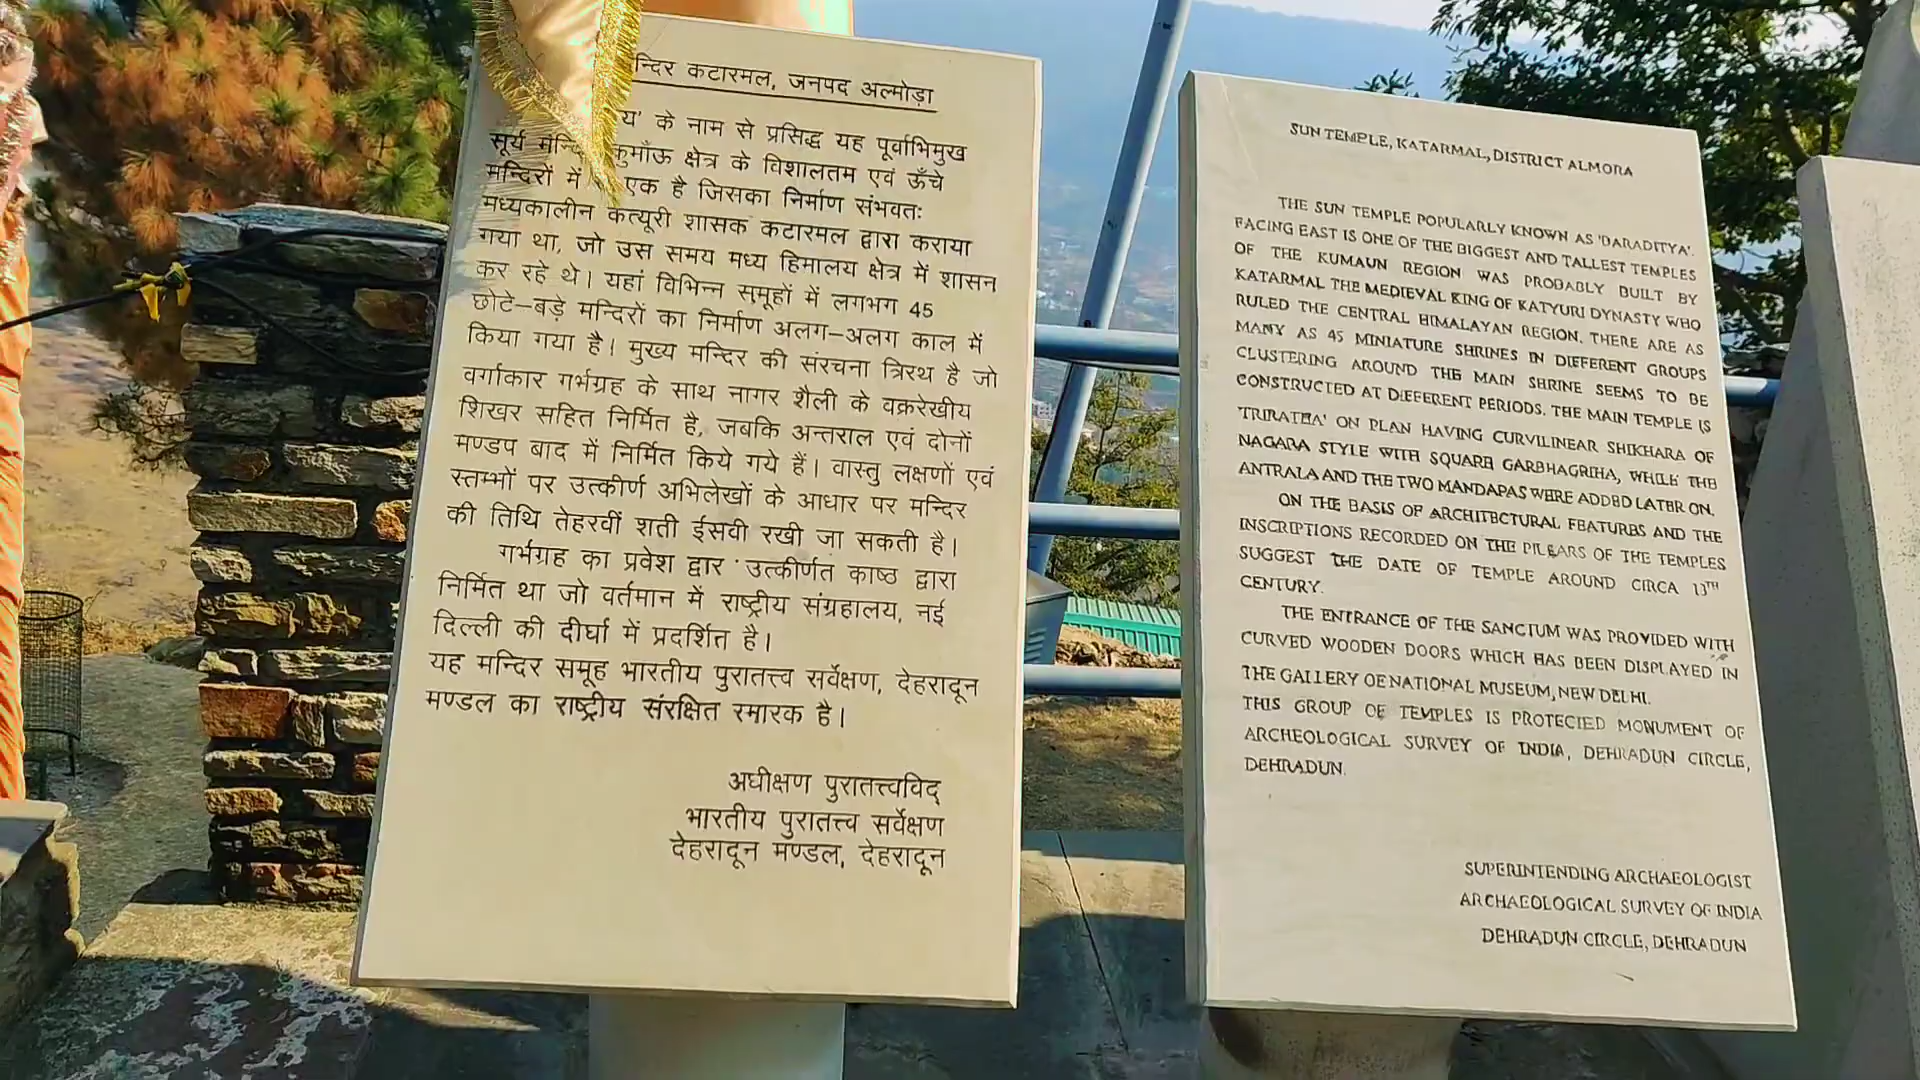 न्दिर कटारमल, जनपद अल्मोड़ा
य' के नाम से प्रसिद्ध यह पूर्वाभिमुख
सूर्य मन्दि कुमाँऊ क्षेत्र के विशालतम एवं ऊँचे
मन्दिरों में एक है जिसका निर्माण संभवतः
मध्यकालीन कत्यूरी शासक कटारमल द्वारा कराया
गया था, जो उस समय मध्य हिमालय क्षेत्र में शासन
कर रहे थे। यहां विभिन्न समूहों में लगभग 45
छोटे–बड़े मन्दिरों का निर्माण अलग–अलग काल में
किया गया है। मुख्य मन्दिर की संरचना त्रिरथ है जो
वर्गाकार गर्भग्रह के साथ नागर शैली के वक्ररेखीय
शिखर सहित निर्मित है, जबकि अन्तराल एवं दोनों
मण्डप बाद में निर्मित किये गये हैं। वास्तु लक्षणों एवं
स्तम्भों पर उत्कीर्ण अभिलेखों के आधार पर मन्दिर
की तिथि तेहरवीं शती ईसवी रखी जा सकती है।
गर्भग्रह का प्रवेश द्वार उत्कीर्णत काष्ठ द्वारा
निर्मित था जो वर्तमान में राष्ट्रीय संग्रहालय, नई
दिल्ली की दीर्घा में प्रदर्शित है।
यह मन्दिर समूह भारतीय पुरातत्त्व सर्वेक्षण, देहरादून
मण्डल का राष्ट्रीय संरक्षित रमारक है।
अधीक्षण पुरातत्त्वविद्
भारतीय पुरातत्त्व सर्वेक्षण
देहरादून मण्डल, देहरादून
SUN TEMPLE, KATARMAL, DISTRICT ALMORA
THE SUN TEMPLE POPULARLY KNOWN AS 'DARADITYA'.
FACING EAST IS ONE OF THE BIGGEST AND TALLEST TEMPLES
OF THE KUMAUN REGION WAS PROBABLY BUILT BY
KATARMAL THE MEDIEVAL KING OF KATYURI DYNASTY WHO
RULED THE CENTRAL HIMALAYAN REGION. THERE ARE AS
MANY AS 45 MINIATURE SHRINES IN DIFFERENT GROUPS
CLUSTERING AROUND THE MAIN SHRINE SEEMS TO BE
CONSTRUCTED AT DIFFERENT PERIODS. THE MAIN TEMPLE IS
'TRIRATHA' ON PLAN HAVING CURVILINEAR SHIKHARA OF
NAGARA STYLE WITH SQUARE GARBHAGRIHA, WHILE THE
ANTRALA AND THE TWO MANDAPAS WERE ADDED LATER ON.
ON THE BASIS OF ARCHITECTURAL FEATURES AND THE
INSCRIPTIONS RECORDED ON THE PILLARS OF THE TEMPLES
SUGGEST THE DATE OF TEMPLE AROUND CIRCA 13TH
CENTURY.
THE ENTRANCE OF THE SANCTUM WAS PROVIDED WITH
CURVED WOODEN DOORS WHICH HAS BEEN DISPLAYED IN
THE GALLERY OF NATIONAL MUSEUM, NEW DELHI.
THIS GROUP OF TEMPLES IS PROTECTED MONUMENT OF
ARCHEOLOGICAL SURVEY OF INDIA, DEHRADUN CIRCLE,
DEHRADUN.
SUPERINTENDING ARCHAEOLOGIST
ARCHAEOLOGICAL SURVEY OF INDIA
DEHRADUN CIRCLE, DEHRADUN